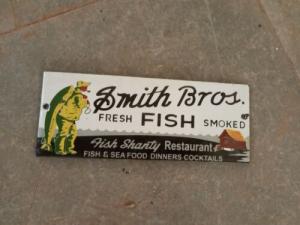 Smith Bros.
FRESH FISH SMOKED
Fish Shanty Restaurant
FISH & SEA FOOD DINNERS COCKTAILS